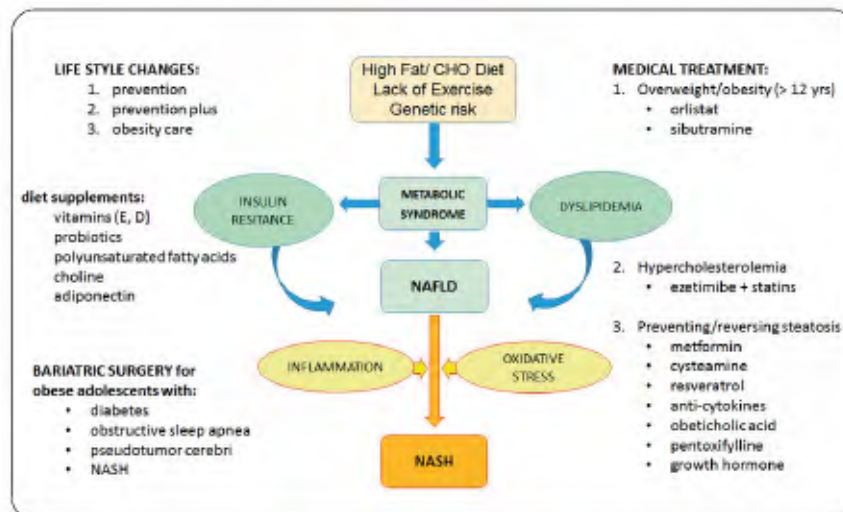 LIFE STYLE CHANGES:
1. prevention
2. prevention plus
3. obesity care
diet supplements:
vitamins (E, D)
probiotics
polyunsaturated fatty acids
choline
adiponectin
BARIATRIC SURGERY for
obese adolescents with:
• diabetes
• obstructive sleep apnea
• pseudotumor cerebri
• NASH
High Fat/ CHO Diet
Lack of Exercise
Genetic risk
INSULIN
RESITANCE
METABOLIC
SYNDROME
DYSLIPIDEMIA
NAFLD
INFLAMMATION
OXIDATIVE
STRESS
NASH
MEDICAL TREATMENT:
1. Overweight/obesity (> 12 yrs)
• orlistat
• sibutramine
2. Hypercholesterolemia
• ezetimibe + statins
3. Preventing/reversing steatosis
• metformin
• cysteamine
• resveratrol
• anti-cytokines
• obeticholic acid
• pentoxifylline
• growth hormone